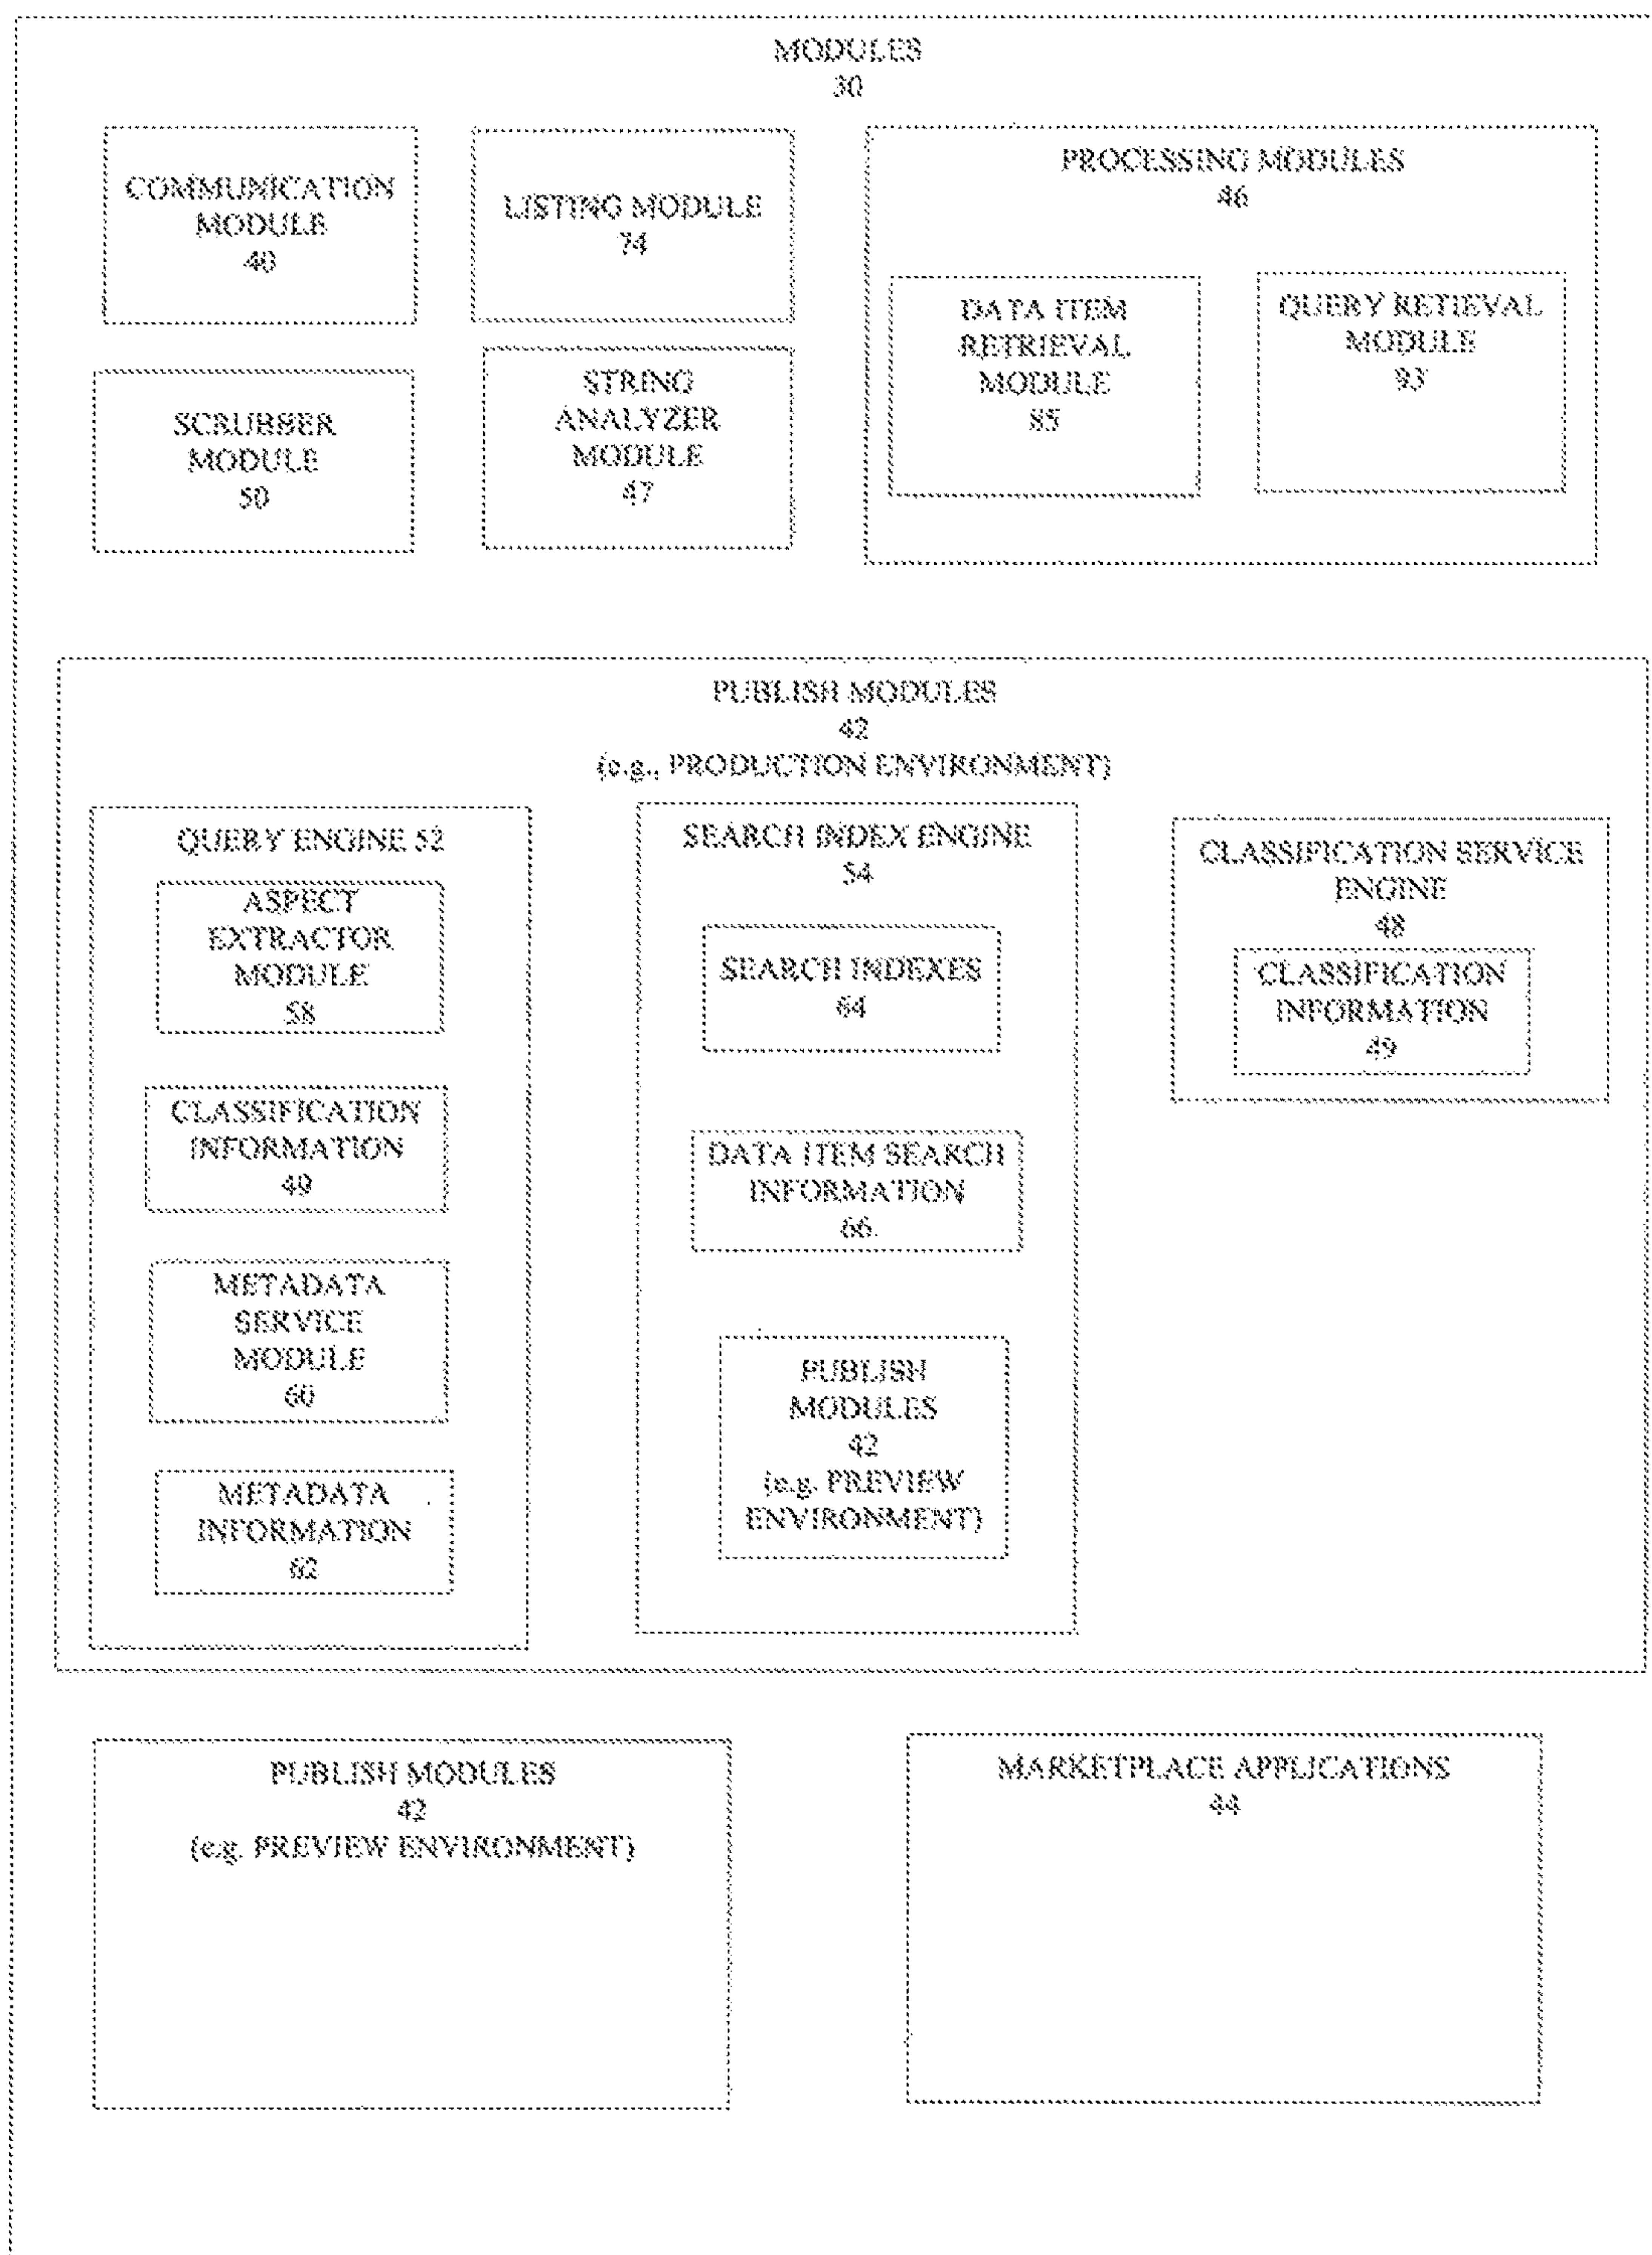 MODULES
30
COMMUNICATION
MODULE
40
LISTING MODULE
74
PROCESSING MODULES
46
DATA ITEM
RETRIEVAL
MODULE
85
QUERY RETIEVAL
MODULE
93
SCRUBBER
MODULE
50
STRING
ANALYZER
MODULE
47
PUBLISH MODULES
42
(e.g., PRODUCTION ENVIRONMENT)
QUERY ENGINE 52
ASPECT
EXTRACTOR
MODULE
58
CLASSIFICATION
INFORMATION
49
METADATA
SERVICE
MODULE
60
METADATA
INFORMATION
62
SEARCH INDEX ENGINE
54
SEARCH INDEXES
64
DATA ITEM SEARCH
INFORMATION
66
PUBLISH
MODULES
42
(e.g. PREVIEW
ENVIRONMENT)
CLASSIFICATION SERVICE
ENGINE
48
CLASSIFICATION
INFORMATION
49
PUBLISH MODULES
42
(e.g. PREVIEW ENVIRONMENT)
MARKETPLACE APPLICATIONS
44